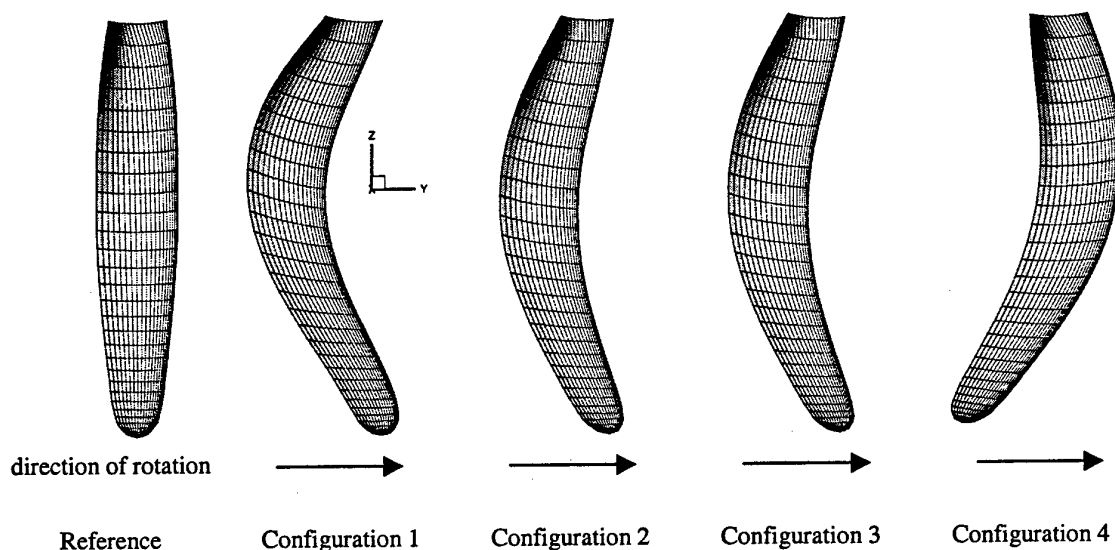 Z
X
Y
direction of rotation
Reference
Configuration 1
Configuration 2
Configuration 3
Configuration 4